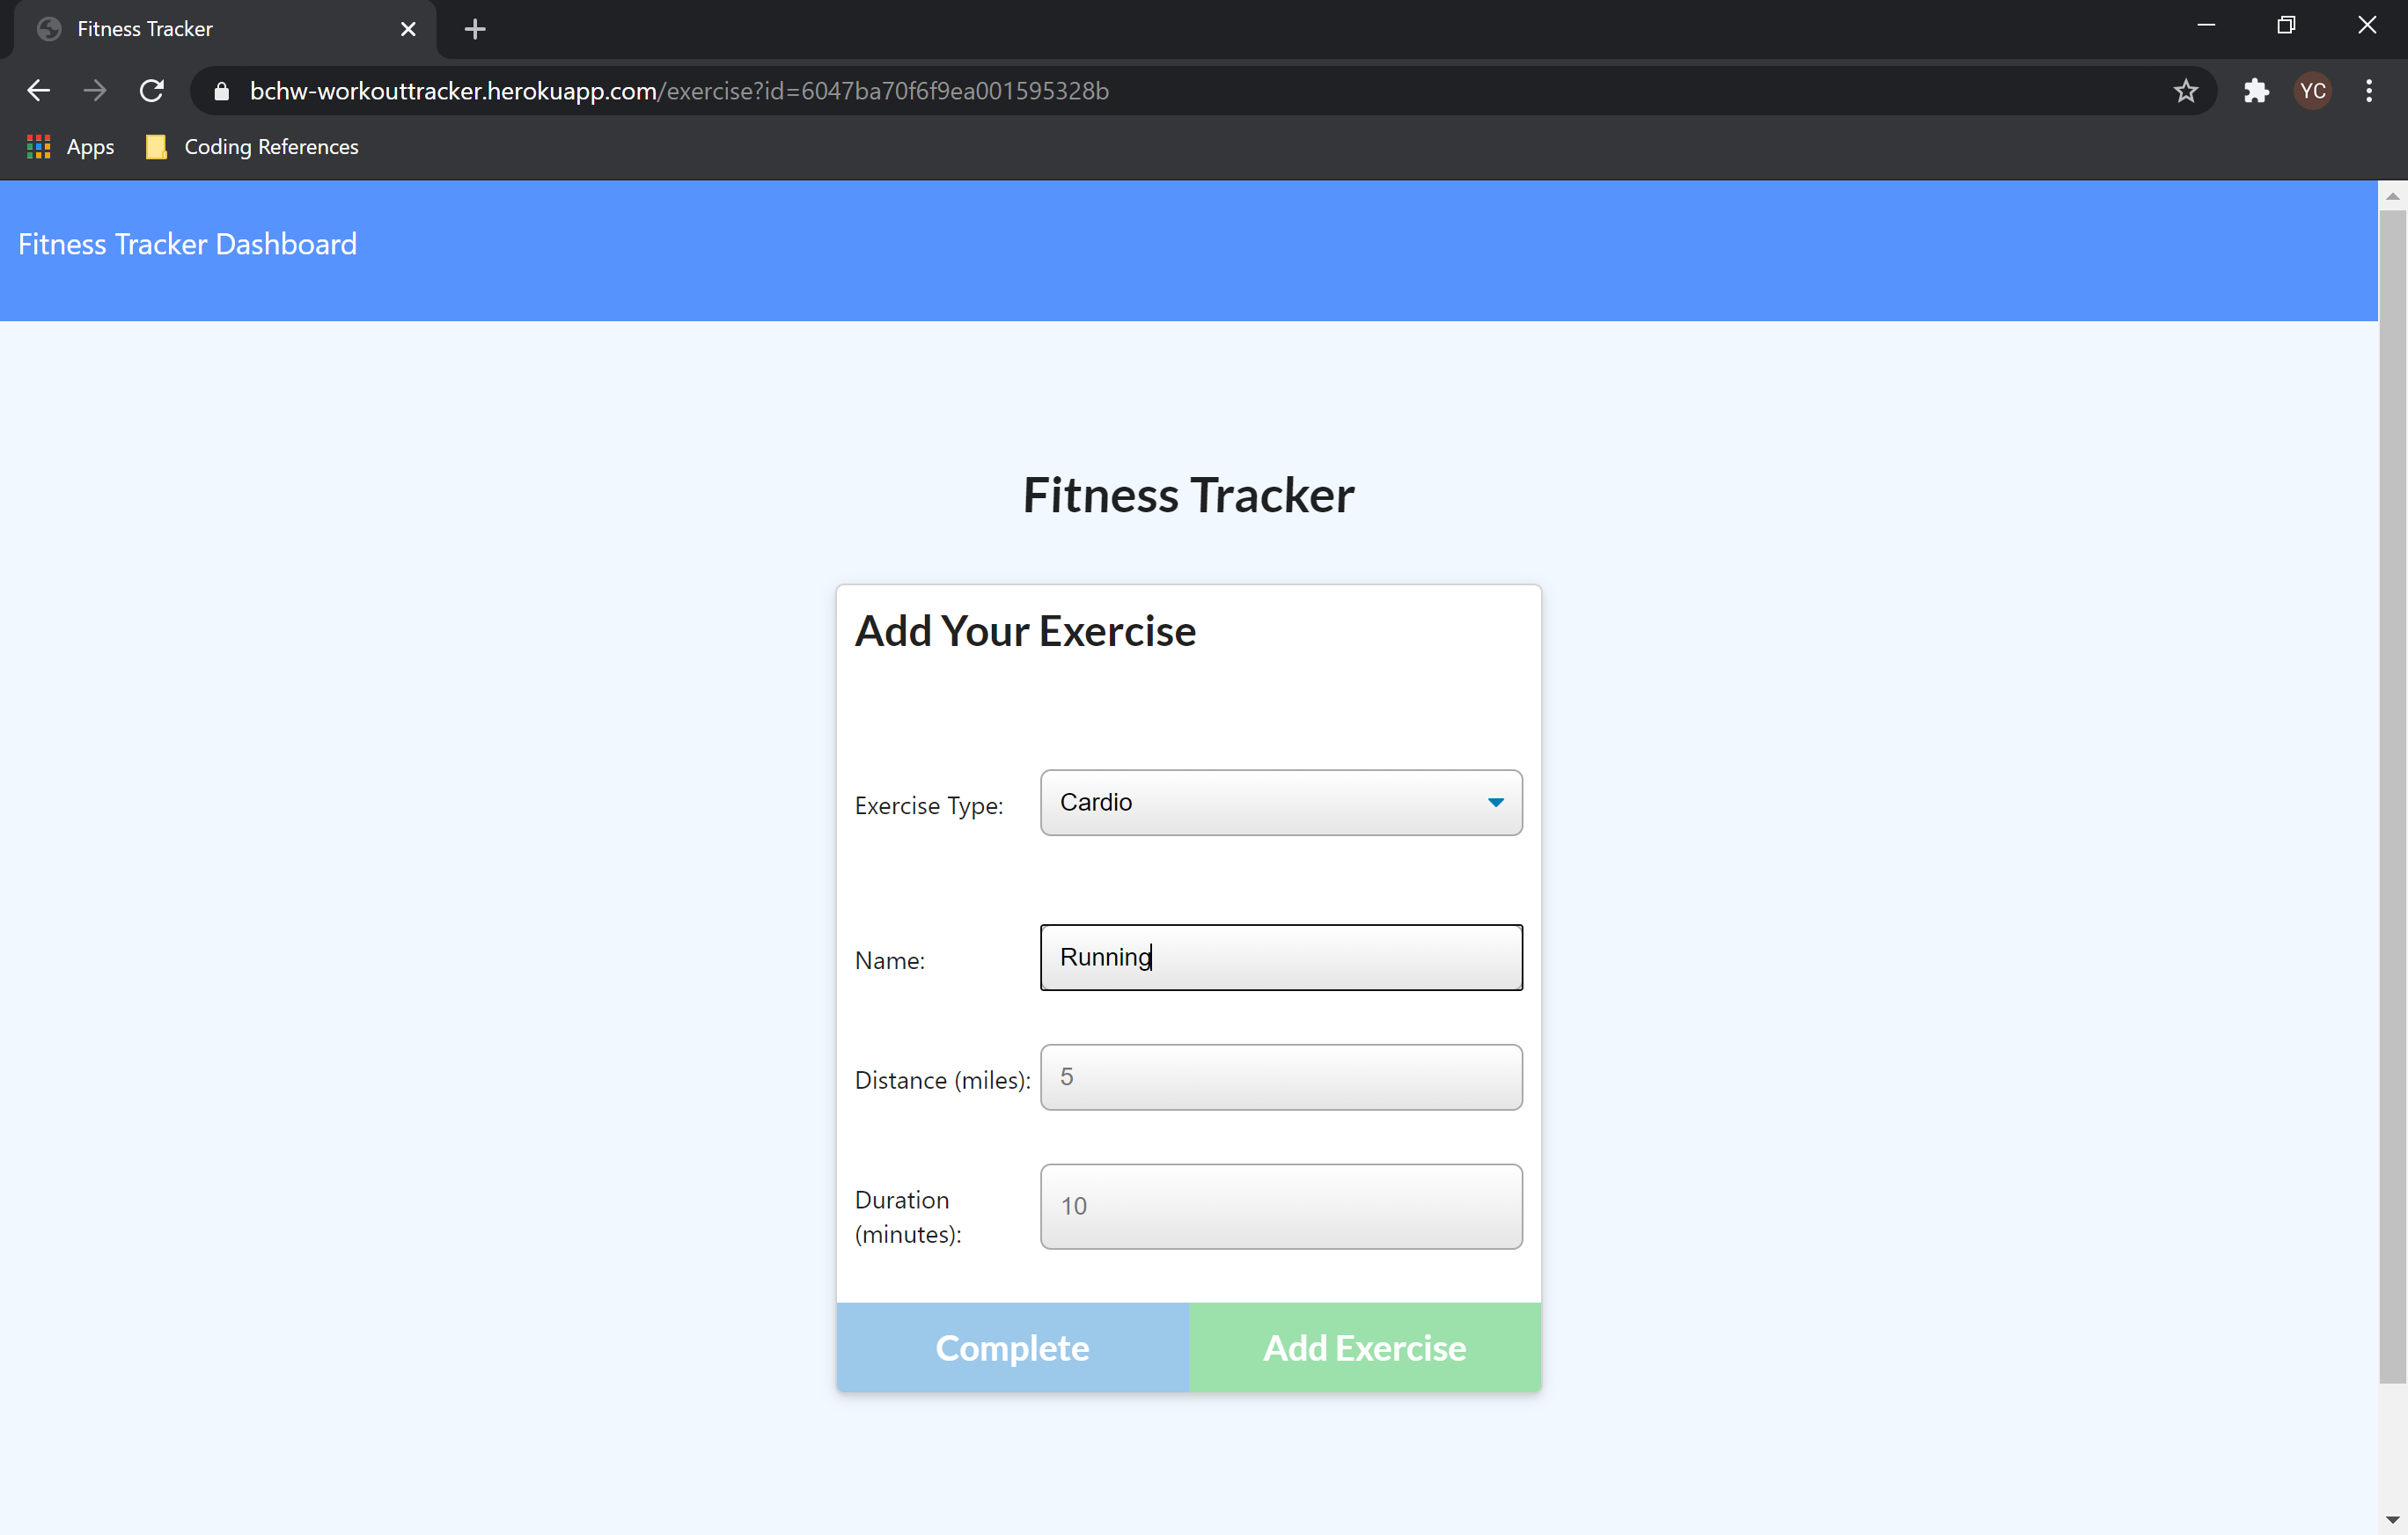 Fitness Tracker
bchw-workouttracker.herokuapp.com/exercise?id=6047ba70f6f9ea001595328b
YC
Apps
Coding References
Fitness Tracker Dashboard
Fitness Tracker
Add Your Exercise
Exercise Type:
Cardio
Name:
Running
Distance (miles):
5
Duration
(minutes):
10
Complete
Add Exercise